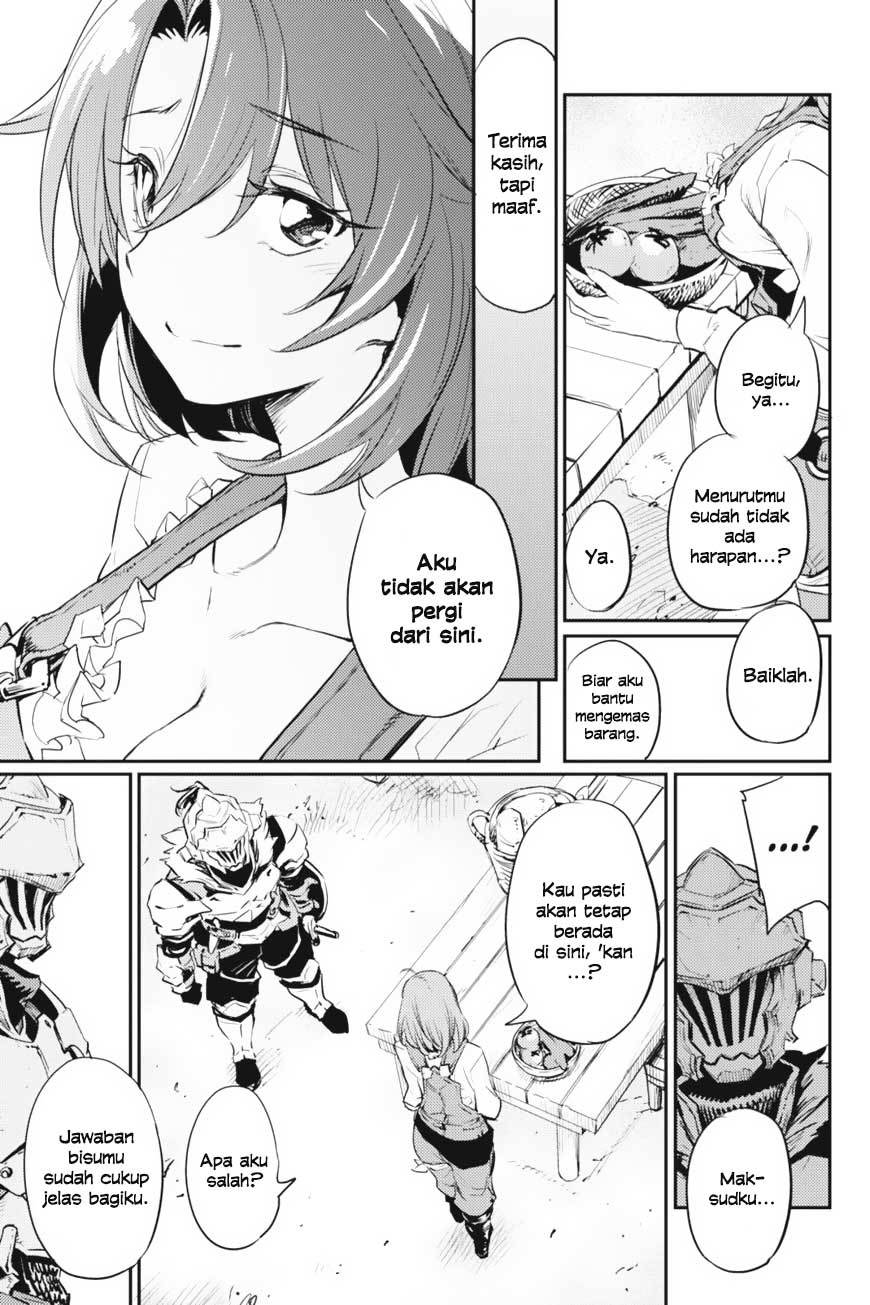 Begitu,
ya...
Menurutmu
sudah tidak
ada
harapan...?
Ya.
Baiklah.
Biar aku
bantu
mengemas
barang.
Terima
kasih,
tapi
maaf.
Aku
tidak akan
pergi
dari sini.
....!
Mak-
sudku...
Kau pasti
akan tetap
berada
di sini, 'kan
...?
Apa aku
salah?
Jawaban
bisumu
sudah cukup
jelas bagiku.